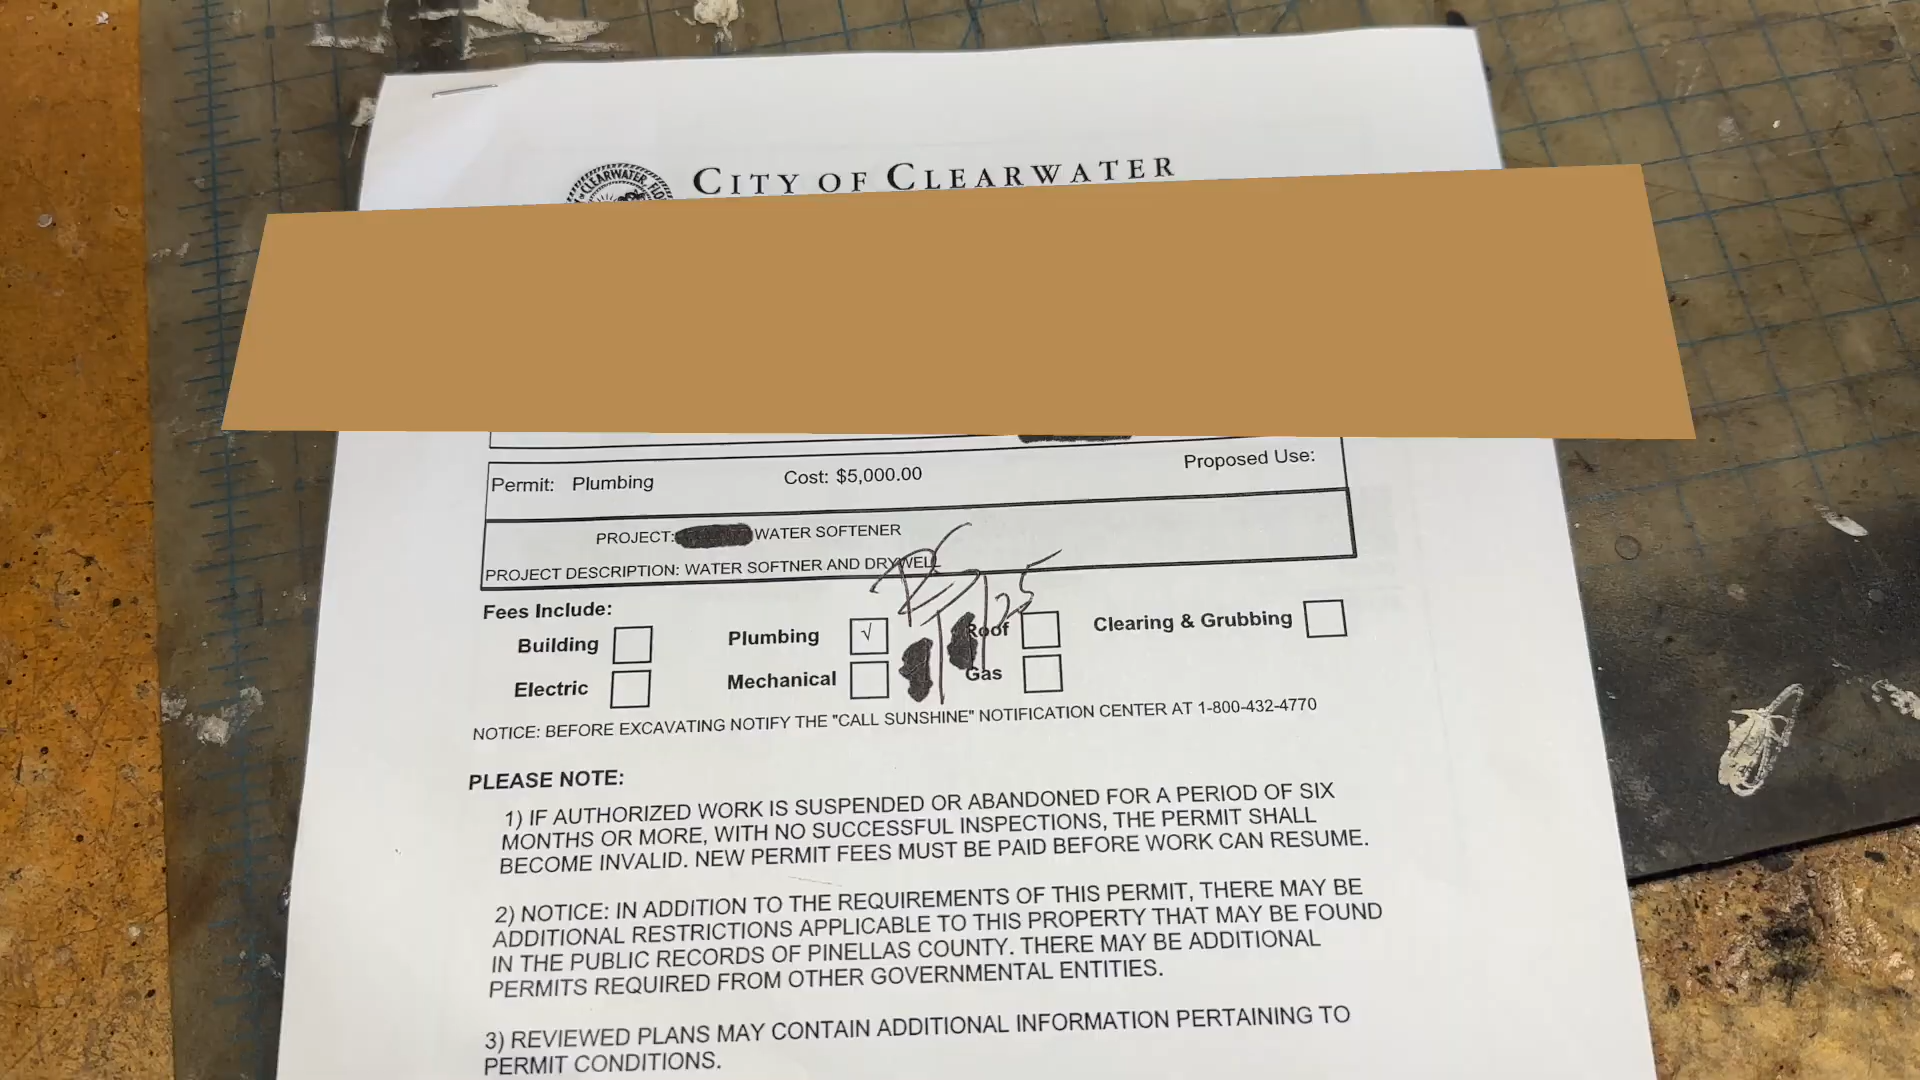 CLEARWATER, FL
CITY OF CLEARWATER
Permit: Plumbing Cost: $5,000.00 Proposed Use:
PROJECT: WATER SOFTENER
PROJECT DESCRIPTION: WATER SOFTNER AND DRYWELL
Fees Include:
Building Plumbing √ Roof Clearing & Grubbing
Electric Mechanical Gas
NOTICE: BEFORE EXCAVATING NOTIFY THE "CALL SUNSHINE" NOTIFICATION CENTER AT 1-800-432-4770
PLEASE NOTE:
1) IF AUTHORIZED WORK IS SUSPENDED OR ABANDONED FOR A PERIOD OF SIX
MONTHS OR MORE, WITH NO SUCCESSFUL INSPECTIONS, THE PERMIT SHALL
BECOME INVALID. NEW PERMIT FEES MUST BE PAID BEFORE WORK CAN RESUME.
2) NOTICE: IN ADDITION TO THE REQUIREMENTS OF THIS PERMIT, THERE MAY BE
ADDITIONAL RESTRICTIONS APPLICABLE TO THIS PROPERTY THAT MAY BE FOUND
IN THE PUBLIC RECORDS OF PINELLAS COUNTY. THERE MAY BE ADDITIONAL
PERMITS REQUIRED FROM OTHER GOVERNMENTAL ENTITIES.
3) REVIEWED PLANS MAY CONTAIN ADDITIONAL INFORMATION PERTAINING TO
PERMIT CONDITIONS.